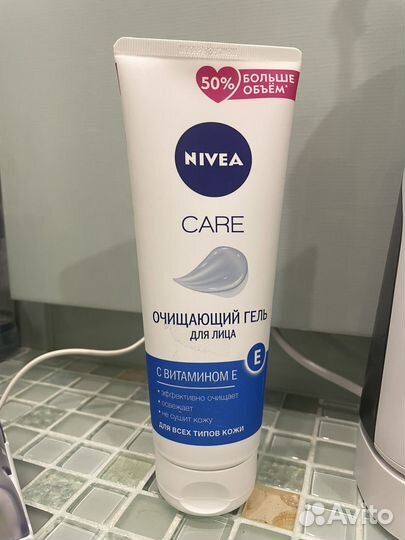 50% БОЛЬШЕ
ОБЪЁМ*
NIVEA
CARE
ОЧИЩАЮЩИЙ ГЕЛЬ
ДЛЯ ЛИЦА
E
С ВИТАМИНОМ Е
• эффективно очищает
• освежает
• не сушит кожу
ДЛЯ ВСЕХ ТИПОВ КОЖИ
Avito